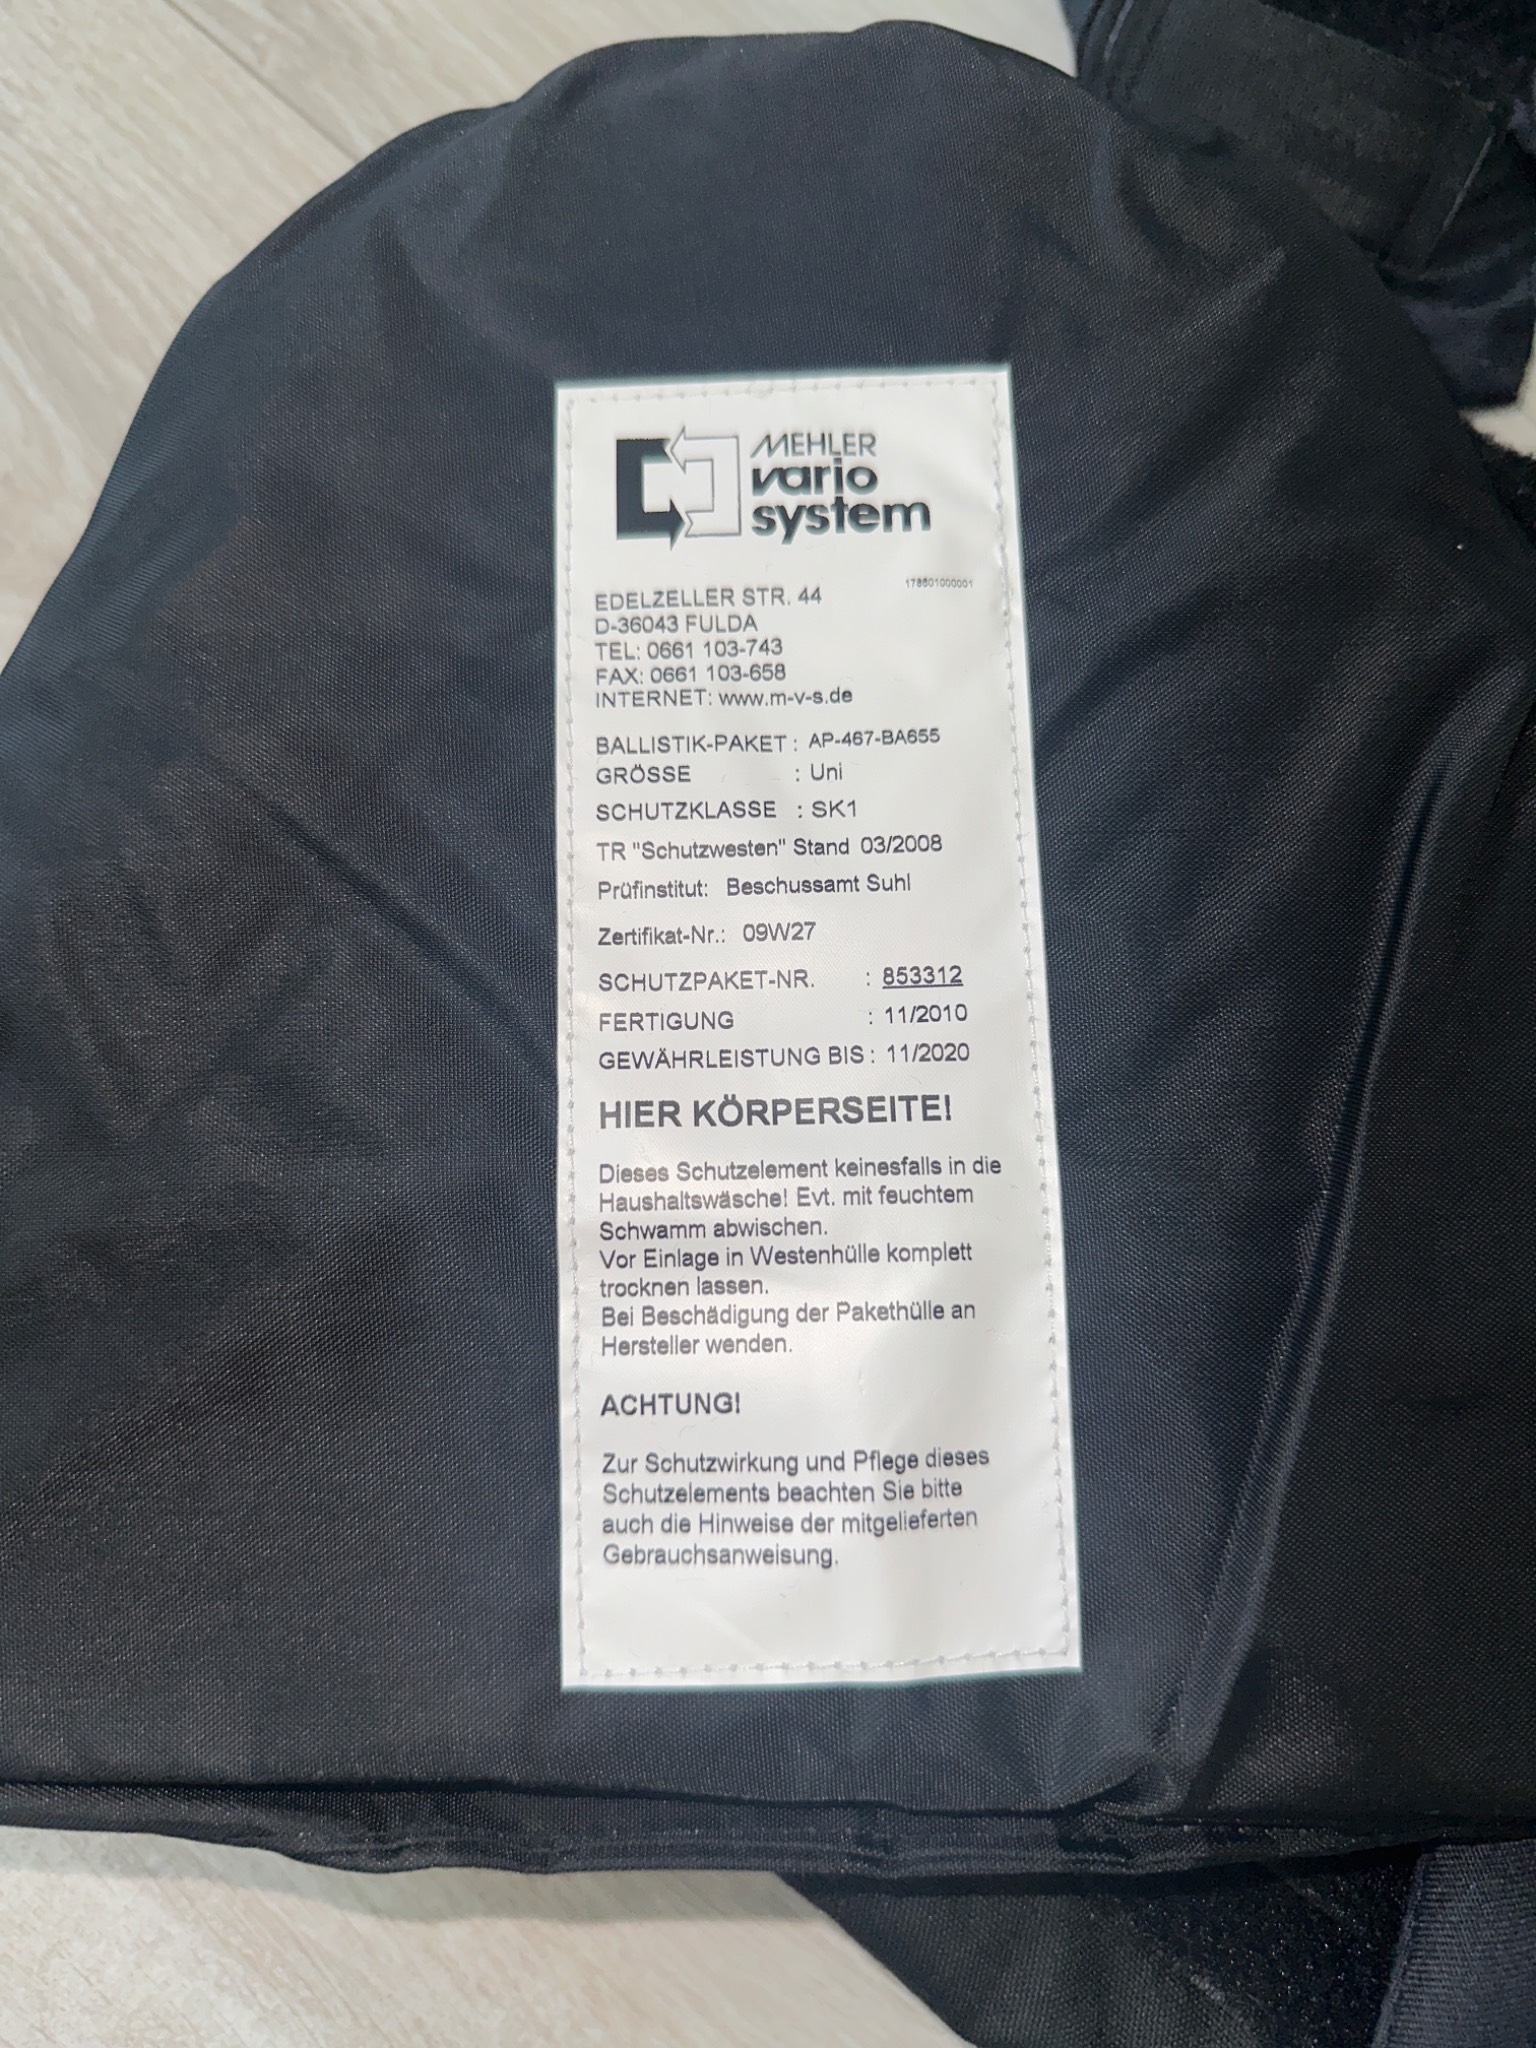 MEHLER
vario
system
178601000001
EDELZELLER STR. 44
D-36043 FULDA
TEL: 0661 103-743
FAX: 0661 103-658
INTERNET: www.m-v-s.de
BALLISTIK-PAKET : AP-467-BA655
GRÖSSE : Uni
SCHUTZKLASSE : SK1
TR "Schutzwesten" Stand 03/2008
Prüfinstitut: Beschussamt Suhl
Zertifikat-Nr.: 09W27
SCHUTZPAKET-NR. : 853312
FERTIGUNG : 11/2010
GEWÄHRLEISTUNG BIS : 11/2020
HIER KÖRPERSEITE!
Dieses Schutzelement keinesfalls in die
Haushaltswäsche! Evt. mit feuchtem
Schwamm abwischen.
Vor Einlage in Westenhülle komplett
trocknen lassen.
Bei Beschädigung der Pakethülle an
Hersteller wenden.
ACHTUNG!
Zur Schutzwirkung und Pflege dieses
Schutzelements beachten Sie bitte
auch die Hinweise der mitgelieferten
Gebrauchsanweisung.